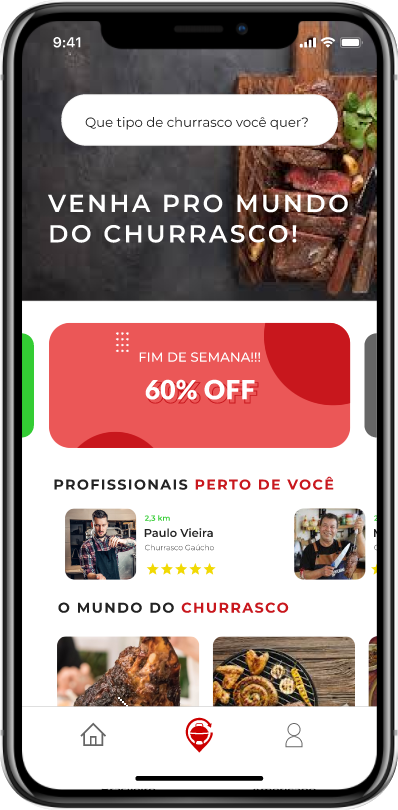 9:41
Que tipo de churrasco você quer?
VENHA PRO MUNDO
DO CHURRASCO!
FIM DE SEMANA!!!
60% OFF
PROFISSIONAIS PERTO DE VOCÊ
2,3 km
Paulo Vieira
Churrasco Gaúcho
O MUNDO DO CHURRASCO